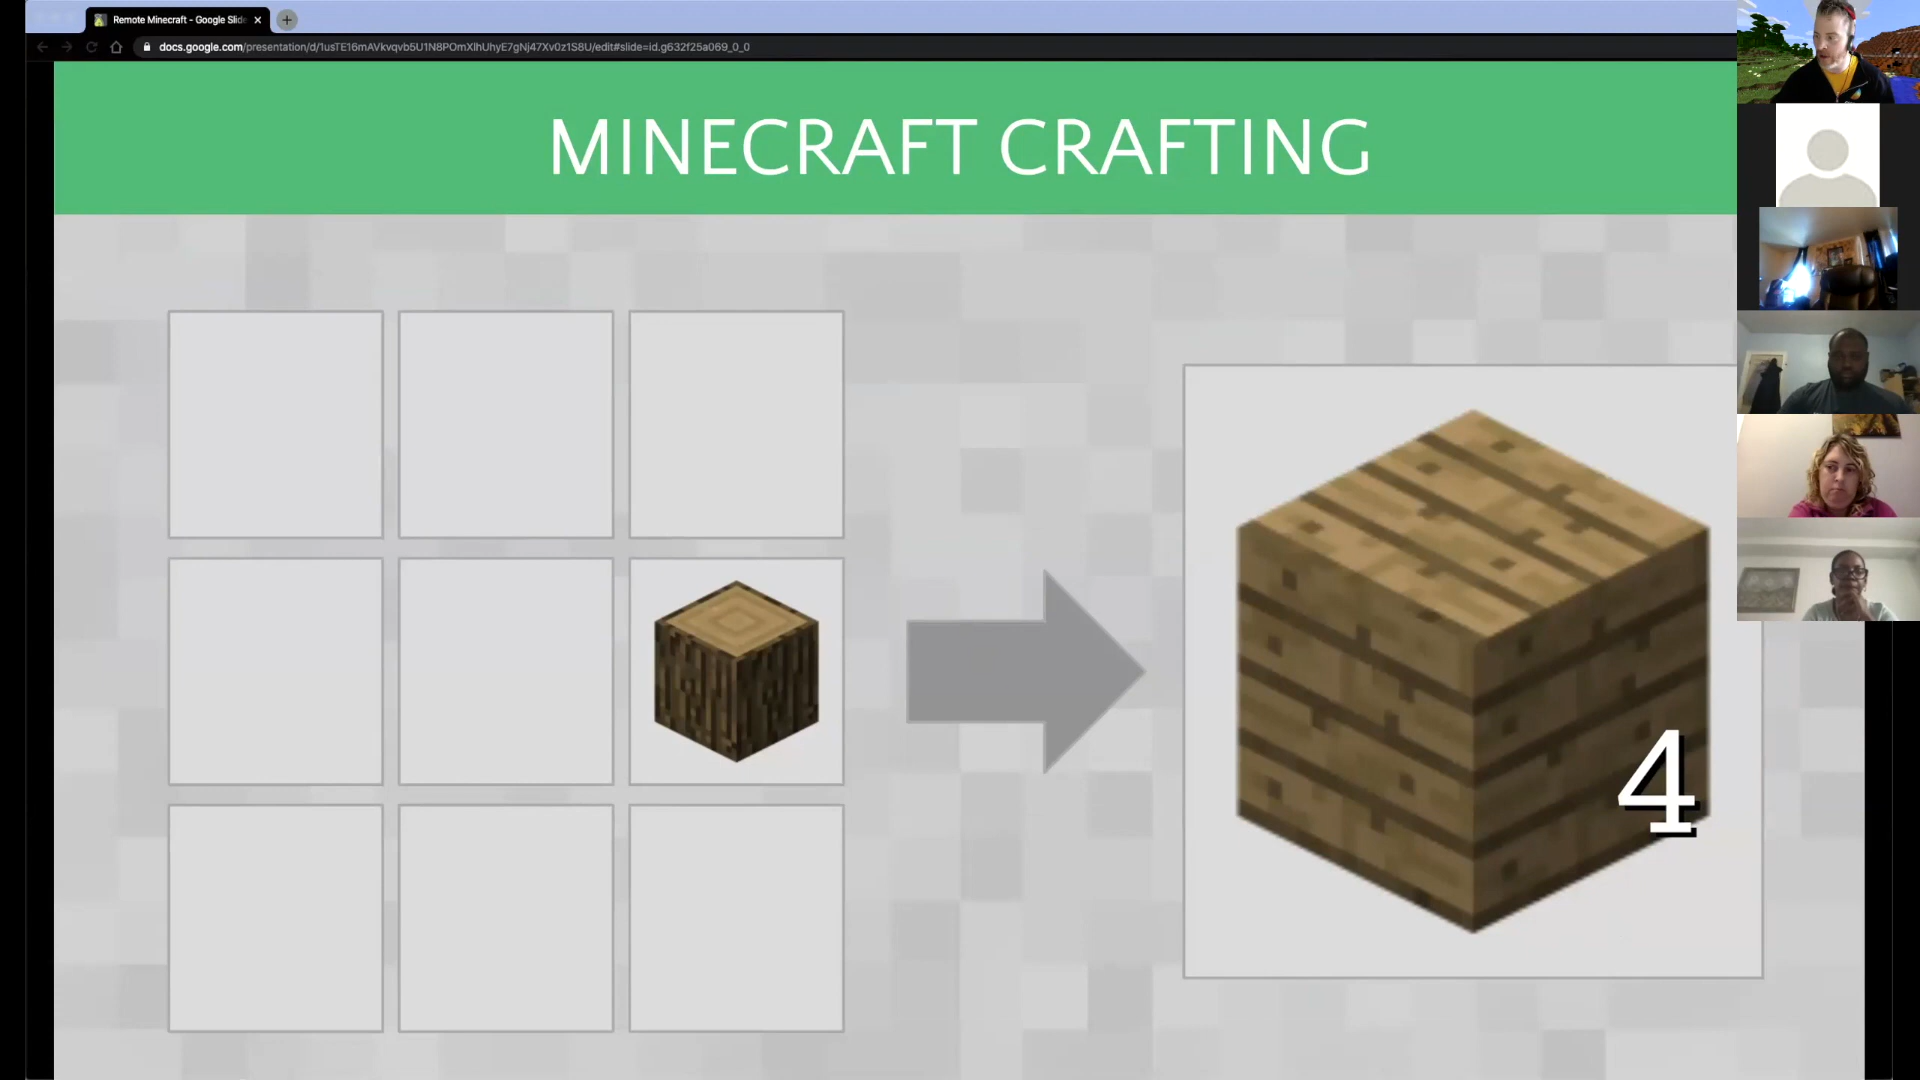 Remote Minecraft - Google Slide
docs.google.com/presentation/d/1usTE16mAVkvqvb5U1N8POmXlhUhyE7gNj47Xv0z1S8U/edit#slide=id.g632f25a069_0_0
MINECRAFT CRAFTING
4